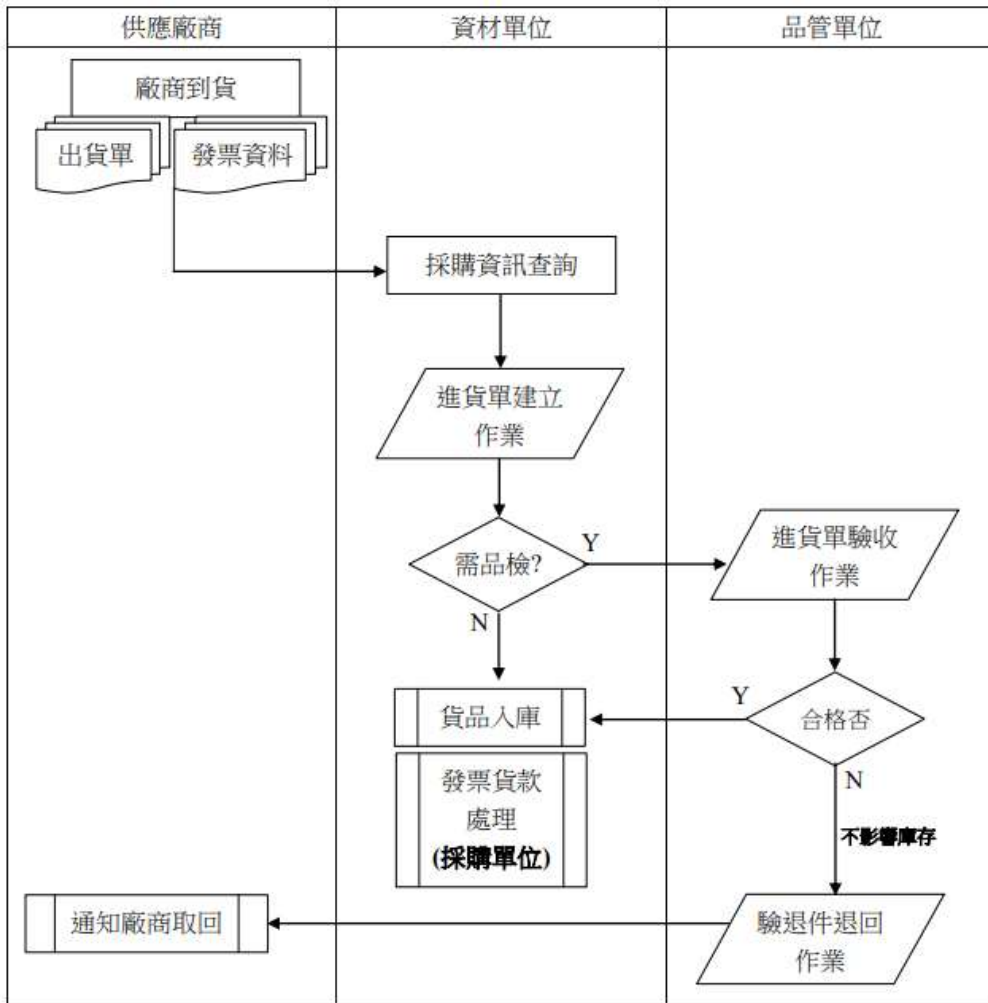 供應廠商
資材單位
品管單位
廠商到貨
出貨單
發票資料
採購資訊查詢
進貨單建立
作業
需品檢?
Y
N
進貨單驗收
作業
合格否
Y
N
不影響庫存
貨品入庫
發票貨款
處理
(採購單位)
驗退件退回
作業
通知廠商取回